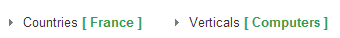 Countries [ France ] Verticals [ Computers ]